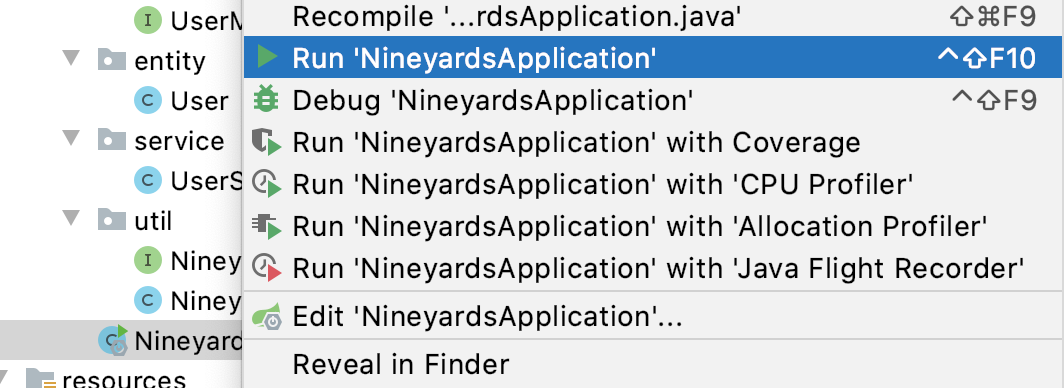 UserM
entity
User
service
UserS
util
Niney
Niney
Nineyard
resources
Recompile '...rdsApplication.java' ⇧⌘F9
Run 'NineyardsApplication' ^⇧F10
Debug 'NineyardsApplication' ^⇧F9
Run 'NineyardsApplication' with Coverage
Run 'NineyardsApplication' with 'CPU Profiler'
Run 'NineyardsApplication' with 'Allocation Profiler'
Run 'NineyardsApplication' with 'Java Flight Recorder'
Edit 'NineyardsApplication'...
Reveal in Finder